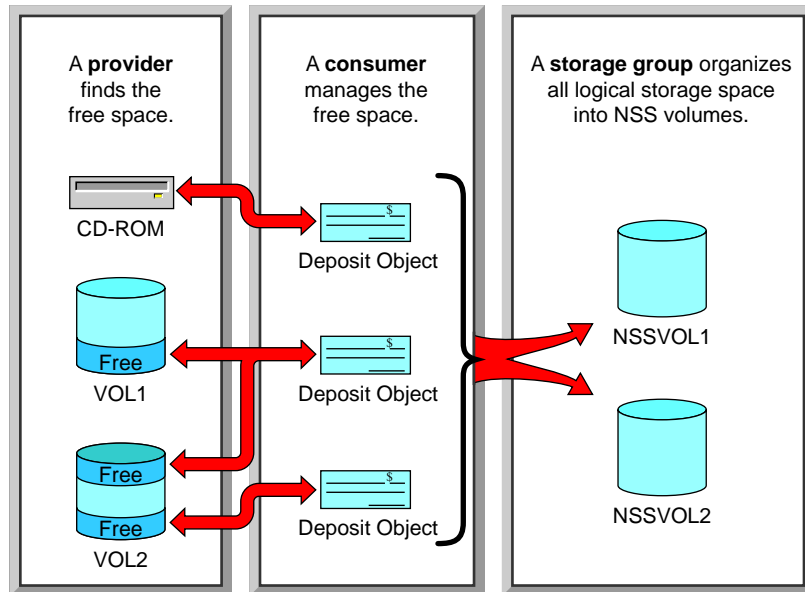 A provider
finds the
free space.
CD-ROM
Free
VOL1
Free
Free
VOL2
A consumer
manages the
free space.
$
Deposit Object
$
Deposit Object
$
Deposit Object
A storage group organizes
all logical storage space
into NSS volumes.
NSSVOL1
NSSVOL2